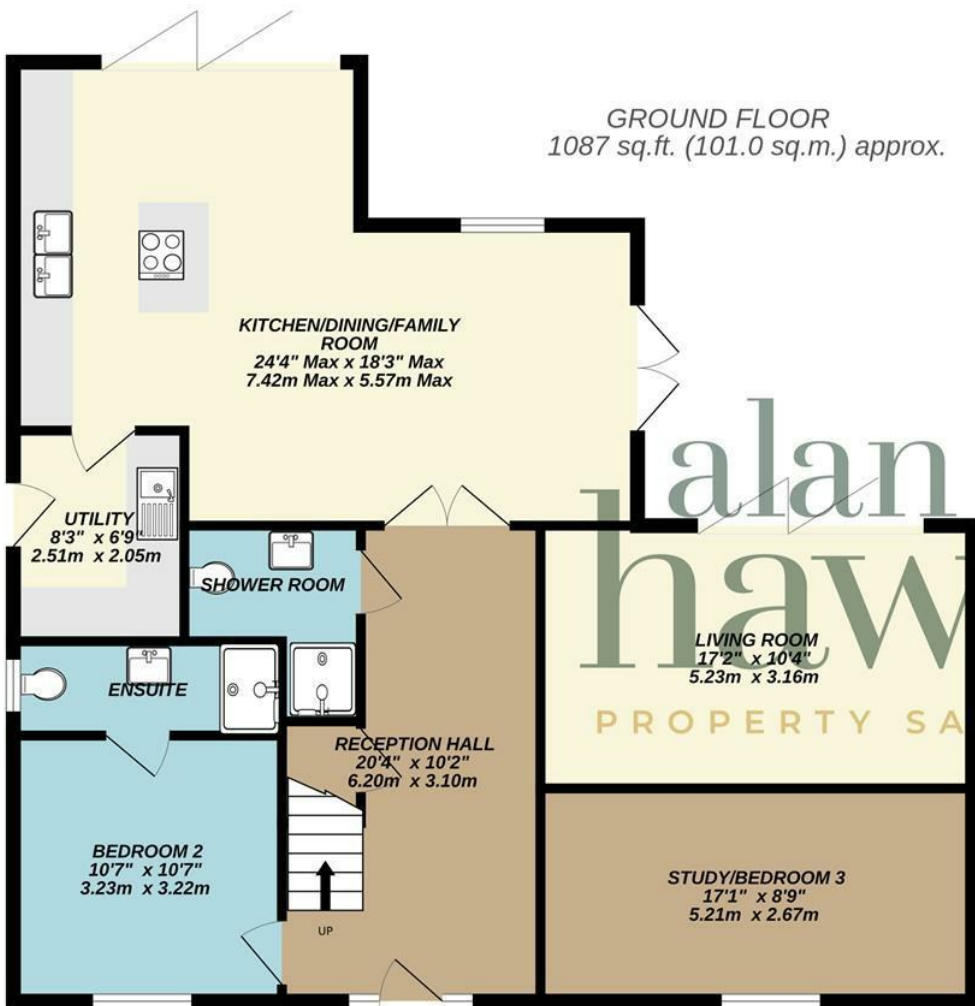 GROUND FLOOR
1087 sq.ft. (101.0 sq.m.) approx.
KITCHEN/DINING/FAMILY
ROOM
24'4" Max x 18'3" Max
7.42m Max x 5.57m Max
alan
haw
PROPERTY SA
UTILITY
8'3" x 6'9"
2.51m x 2.05m
SHOWER ROOM
ENSUITE
LIVING ROOM
17'2" x 10'4"
5.23m x 3.16m
RECEPTION HALL
20'4" x 10'2"
6.20m x 3.10m
BEDROOM 2
10'7" x 10'7"
3.23m x 3.22m
STUDY/BEDROOM 3
17'1" x 8'9"
5.21m x 2.67m
UP